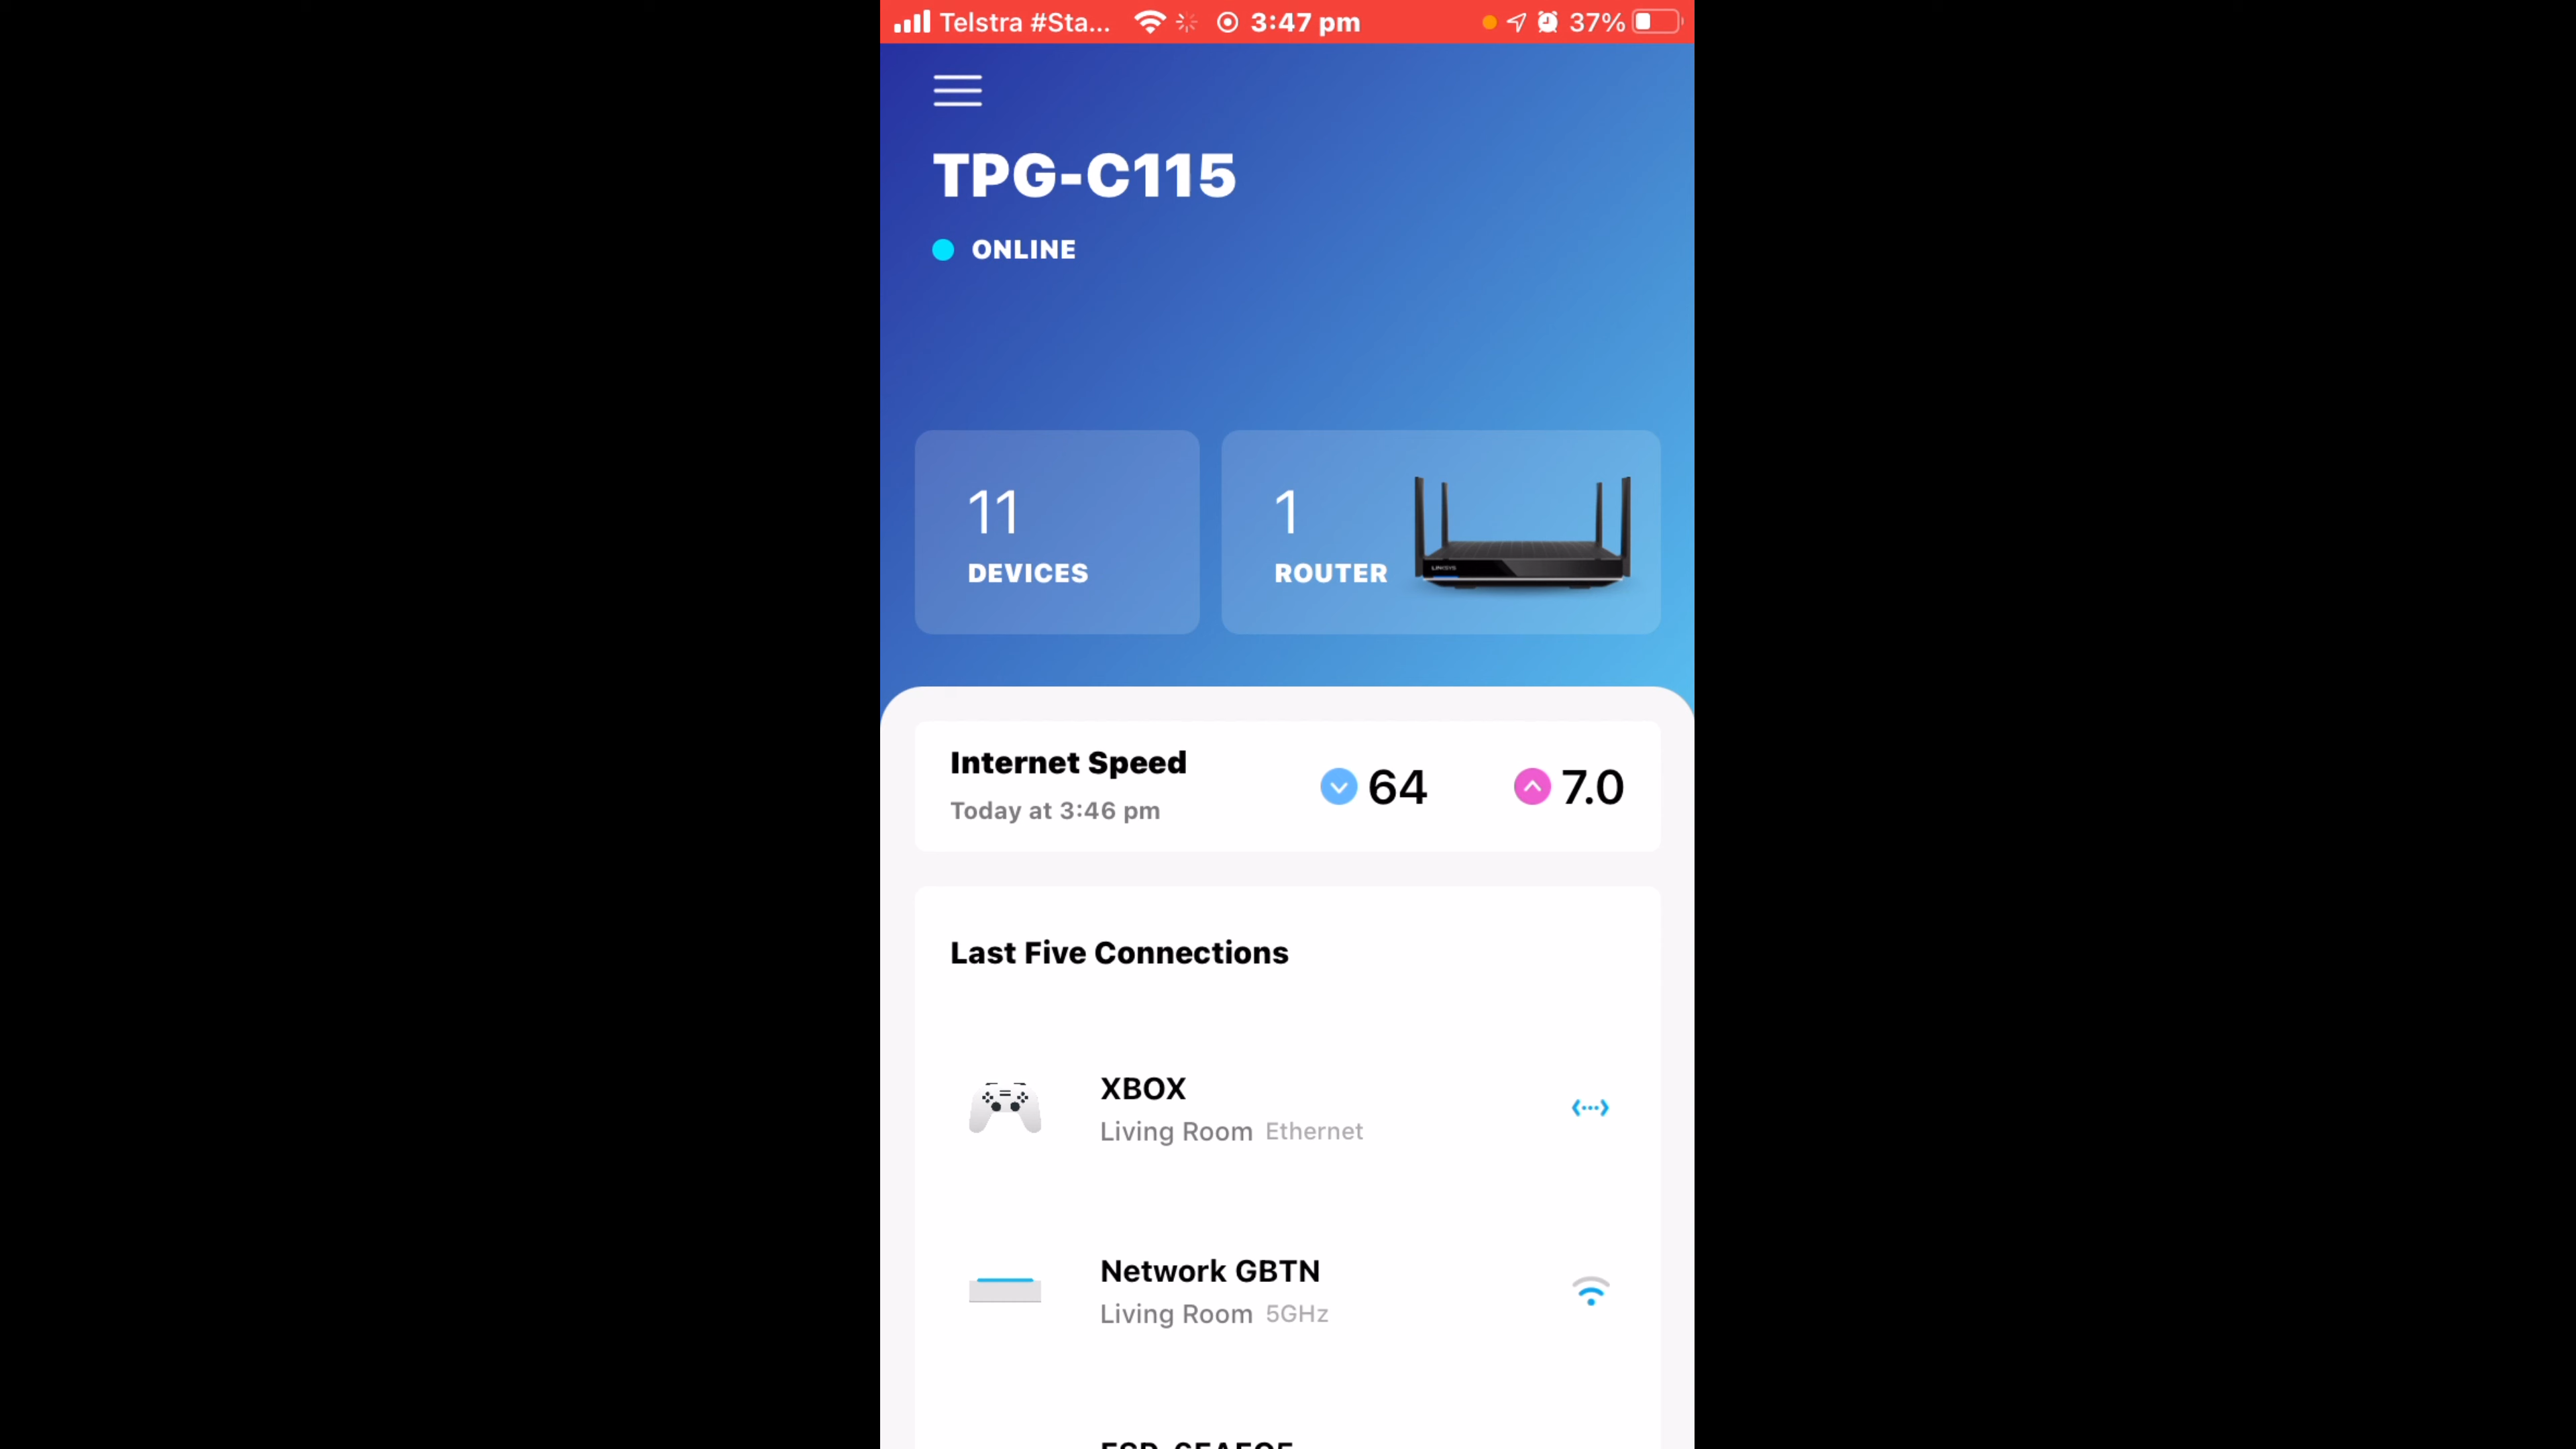 Telstra #Sta... 3:47 pm 37%
TPG-C115
ONLINE
11
DEVICES
1
ROUTER
LINKSYS
Internet Speed
Today at 3:46 pm
64
7.0
Last Five Connections
XBOX
Living Room Ethernet
Network GBTN
Living Room 5GHz